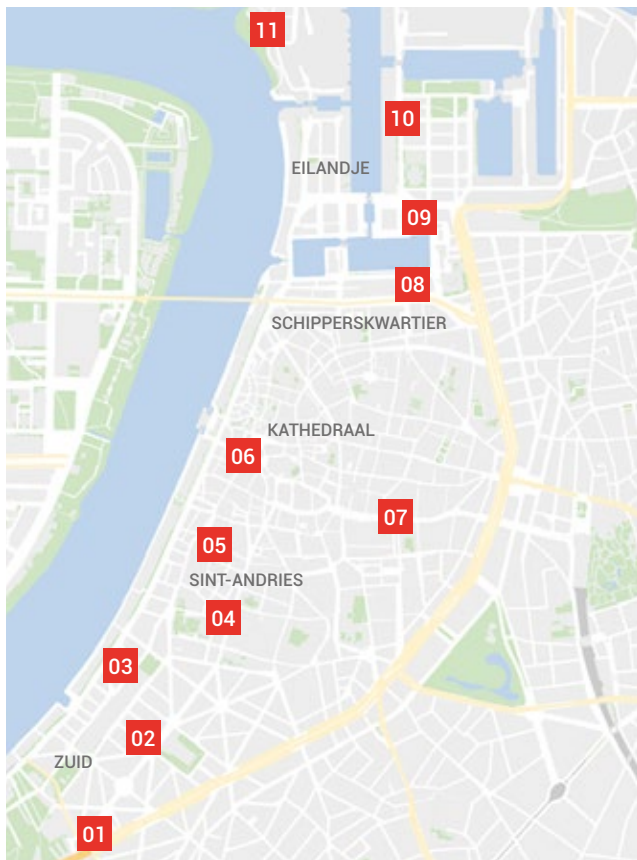 11
10
EILANDJE
09
08
SCHIPPERSKWARTIER
KATHEDRAAL
06
07
05
SINT-ANDRIES
04
03
02
ZUID
01